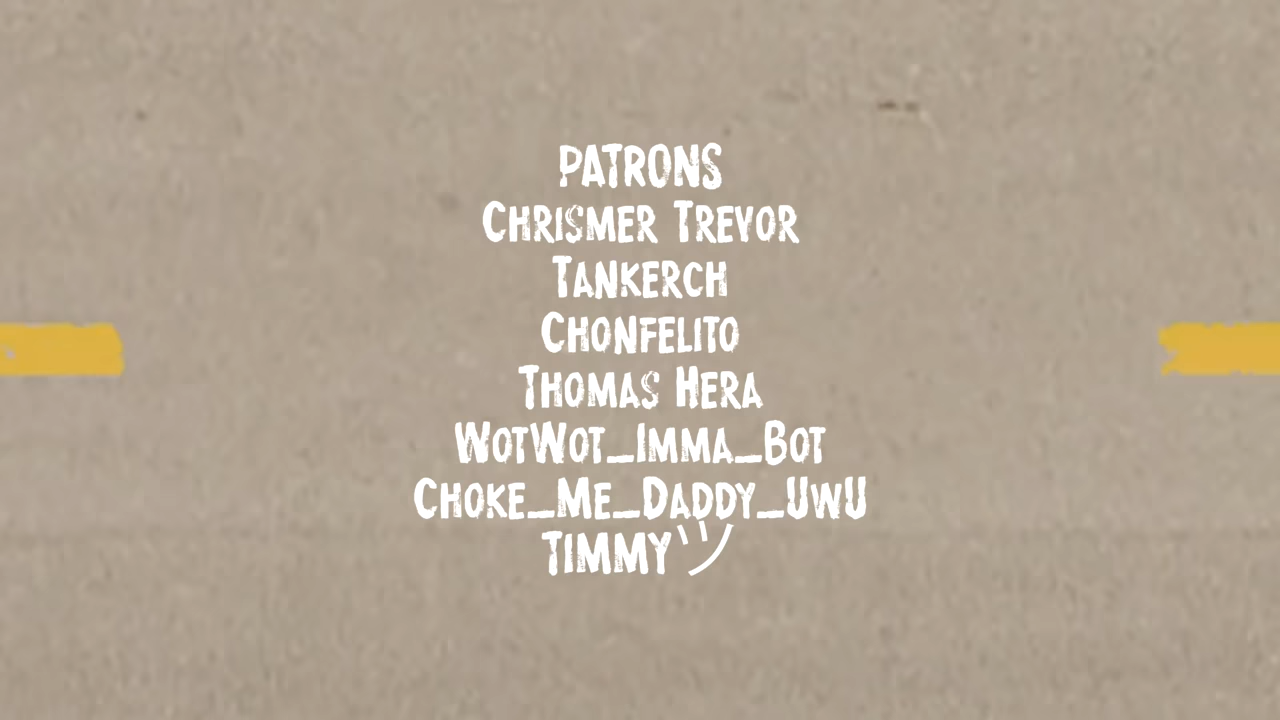 PATRONS
Chrismer Trevor
Tankerch
Chonfelito
Thomas Hera
WotWot_Imma_Bot
Choke_Me_Daddy_UwU
TIMMYツ